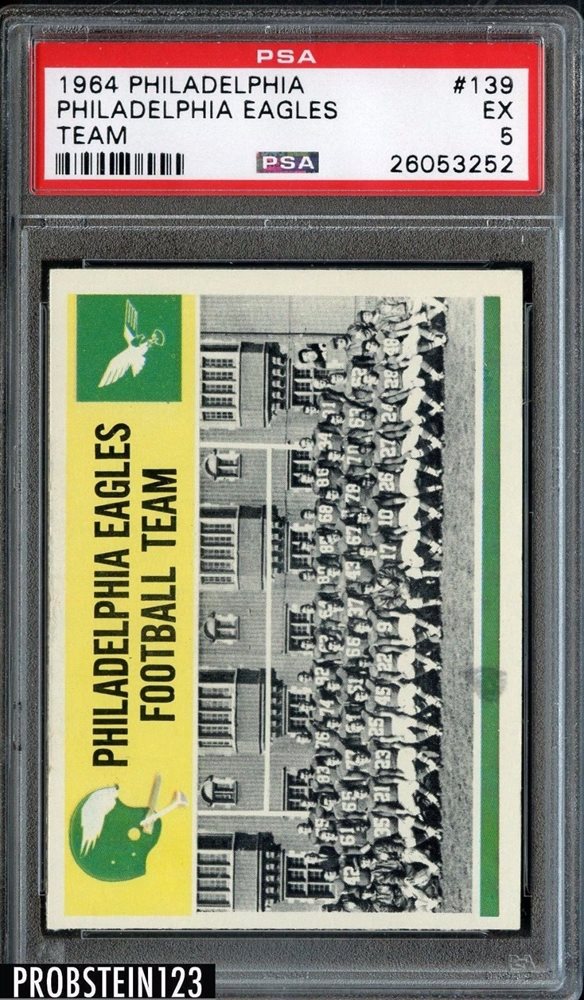 PSA
1964 PHILADELPHIA #139
PHILADELPHIA EAGLES EX
TEAM 5
PSA 26053252
PHILADELPHIA EAGLES
FOOTBALL TEAM
PROBSTEIN123